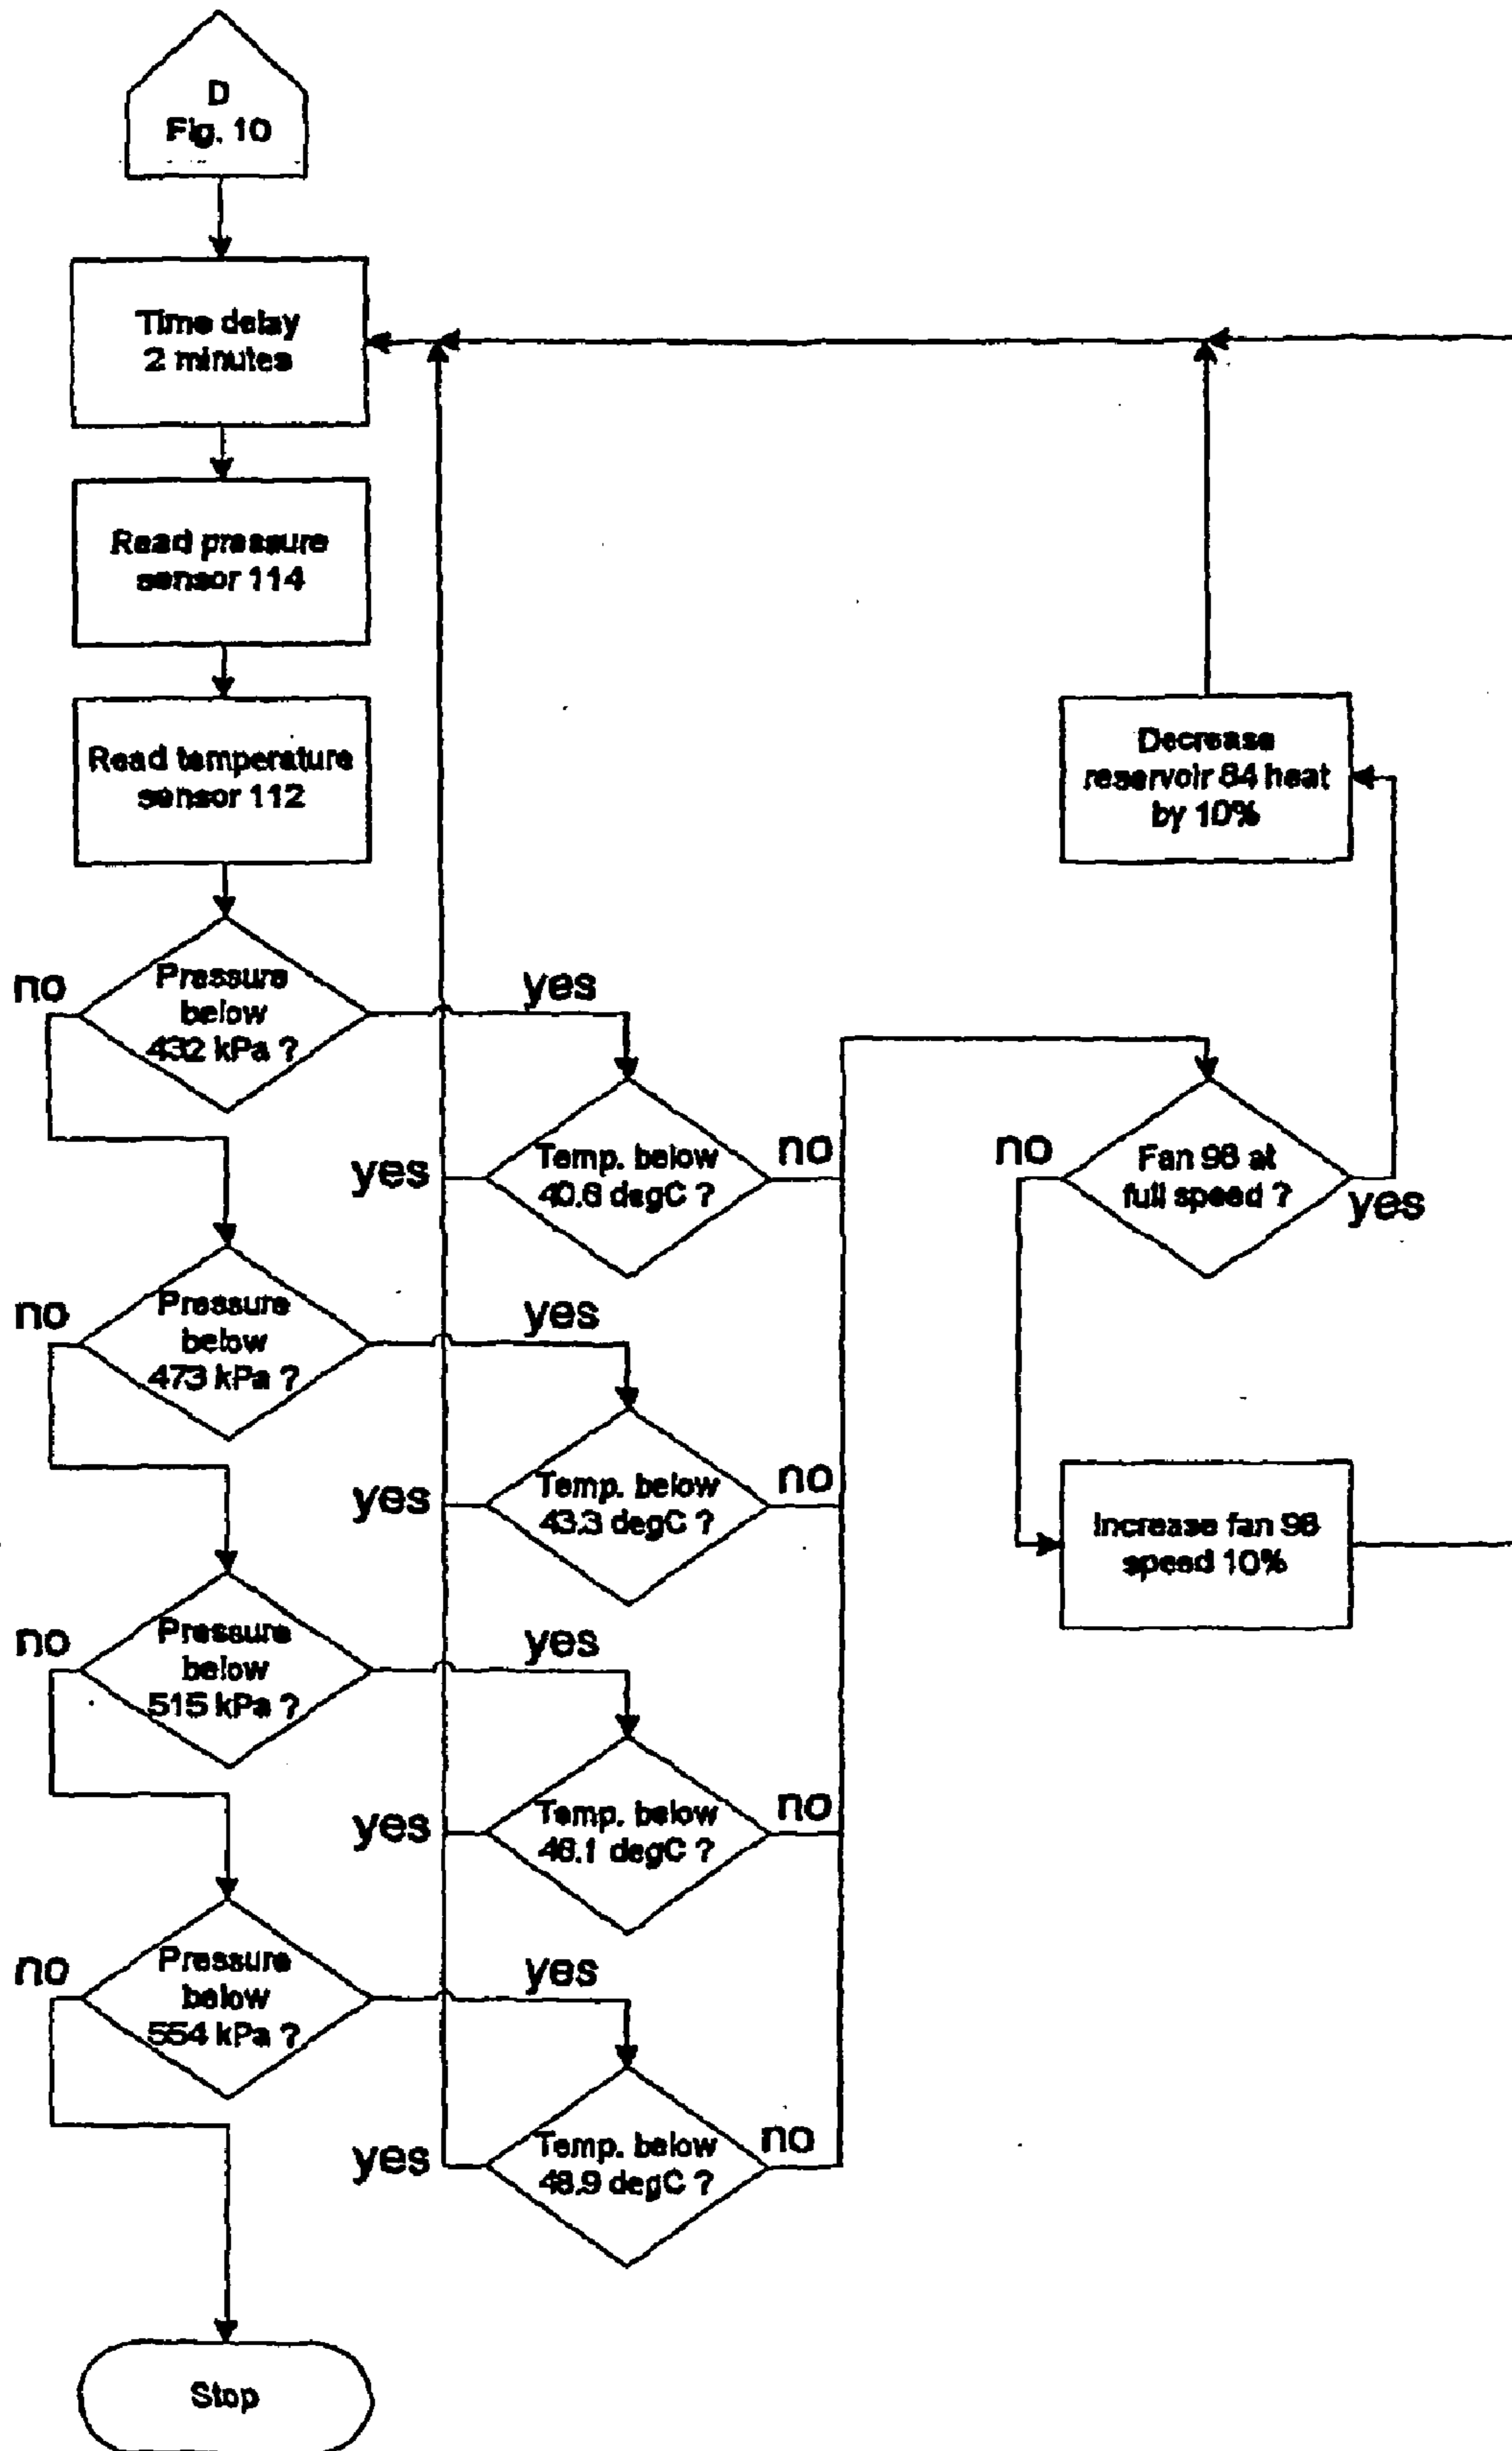 D
Fig. 10
Time delay
2 minutes
Read pressure
sensor 114
Read temperature
sensor 112
Decrease
reservoir 84 heat
by 10%
no
Pressure
below
432 kPa ?
yes
yes
Temp. below
40.6 degC ?
no
no
Fan 98 at
full speed ?
yes
no
Pressure
below
473 kPa ?
yes
yes
Temp. below
43.3 degC ?
no
Increase fan 98
speed 10%
no
Pressure
below
515 kPa ?
yes
yes
Temp. below
46.1 degC ?
no
no
Pressure
below
554 kPa ?
yes
yes
Temp. below
48.9 degC ?
no
Stop